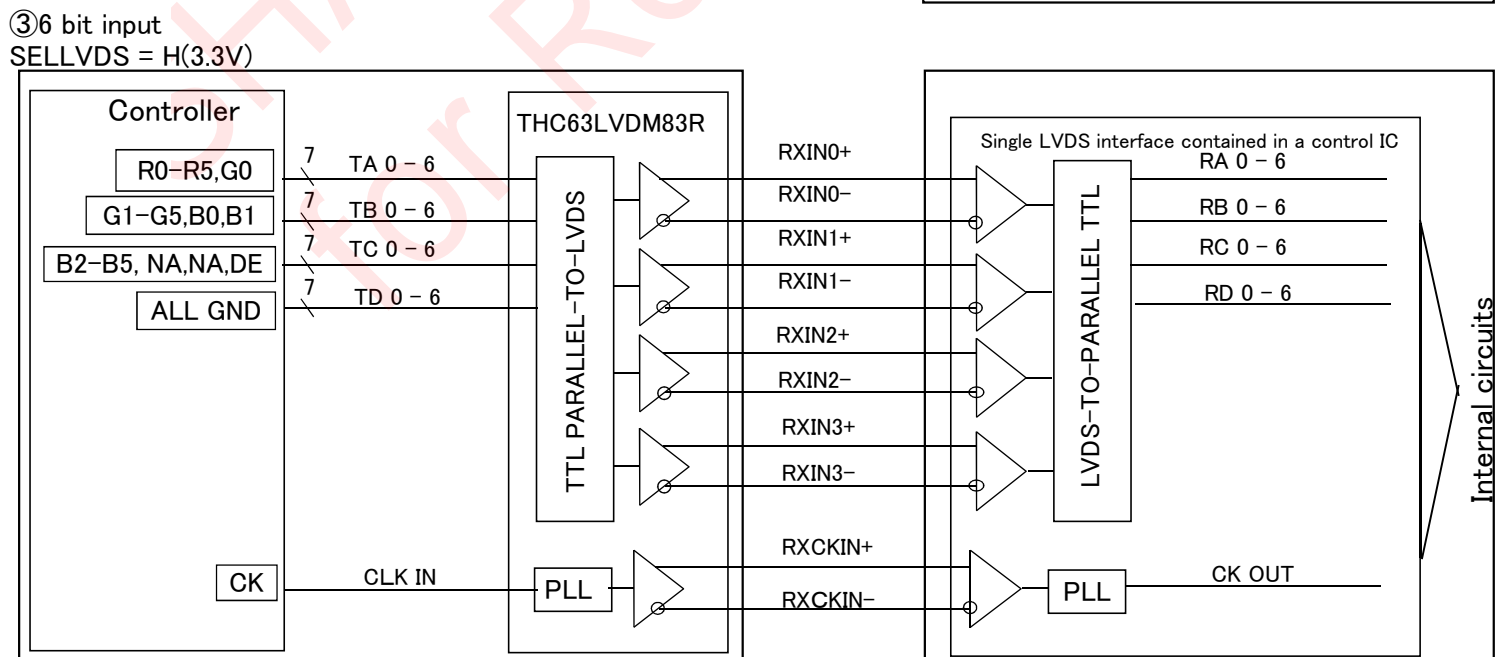 ③6 bit input
SELLVDS = H(3.3V)
Controller
THC63LVDM83R
Single LVDS interface contained in a control IC
R0-R5,G0
7
TA 0 - 6
RXIN0+
RA 0 - 6
RXIN0-
G1-G5,B0,B1
7
TB 0 - 6
RB 0 - 6
RXIN1+
B2-B5, NA,NA,DE
7
TC 0 - 6
RC 0 - 6
RXIN1-
ALL GND
7
TD 0 - 6
RD 0 - 6
TTL PARALLEL-TO-LVDS
LVDS-TO-PARALLEL TTL
RXIN2+
RXIN2-
RXIN3+
RXIN3-
Internal circuits
RXCKIN+
CK
CLK IN
PLL
RXCKIN-
PLL
CK OUT
for